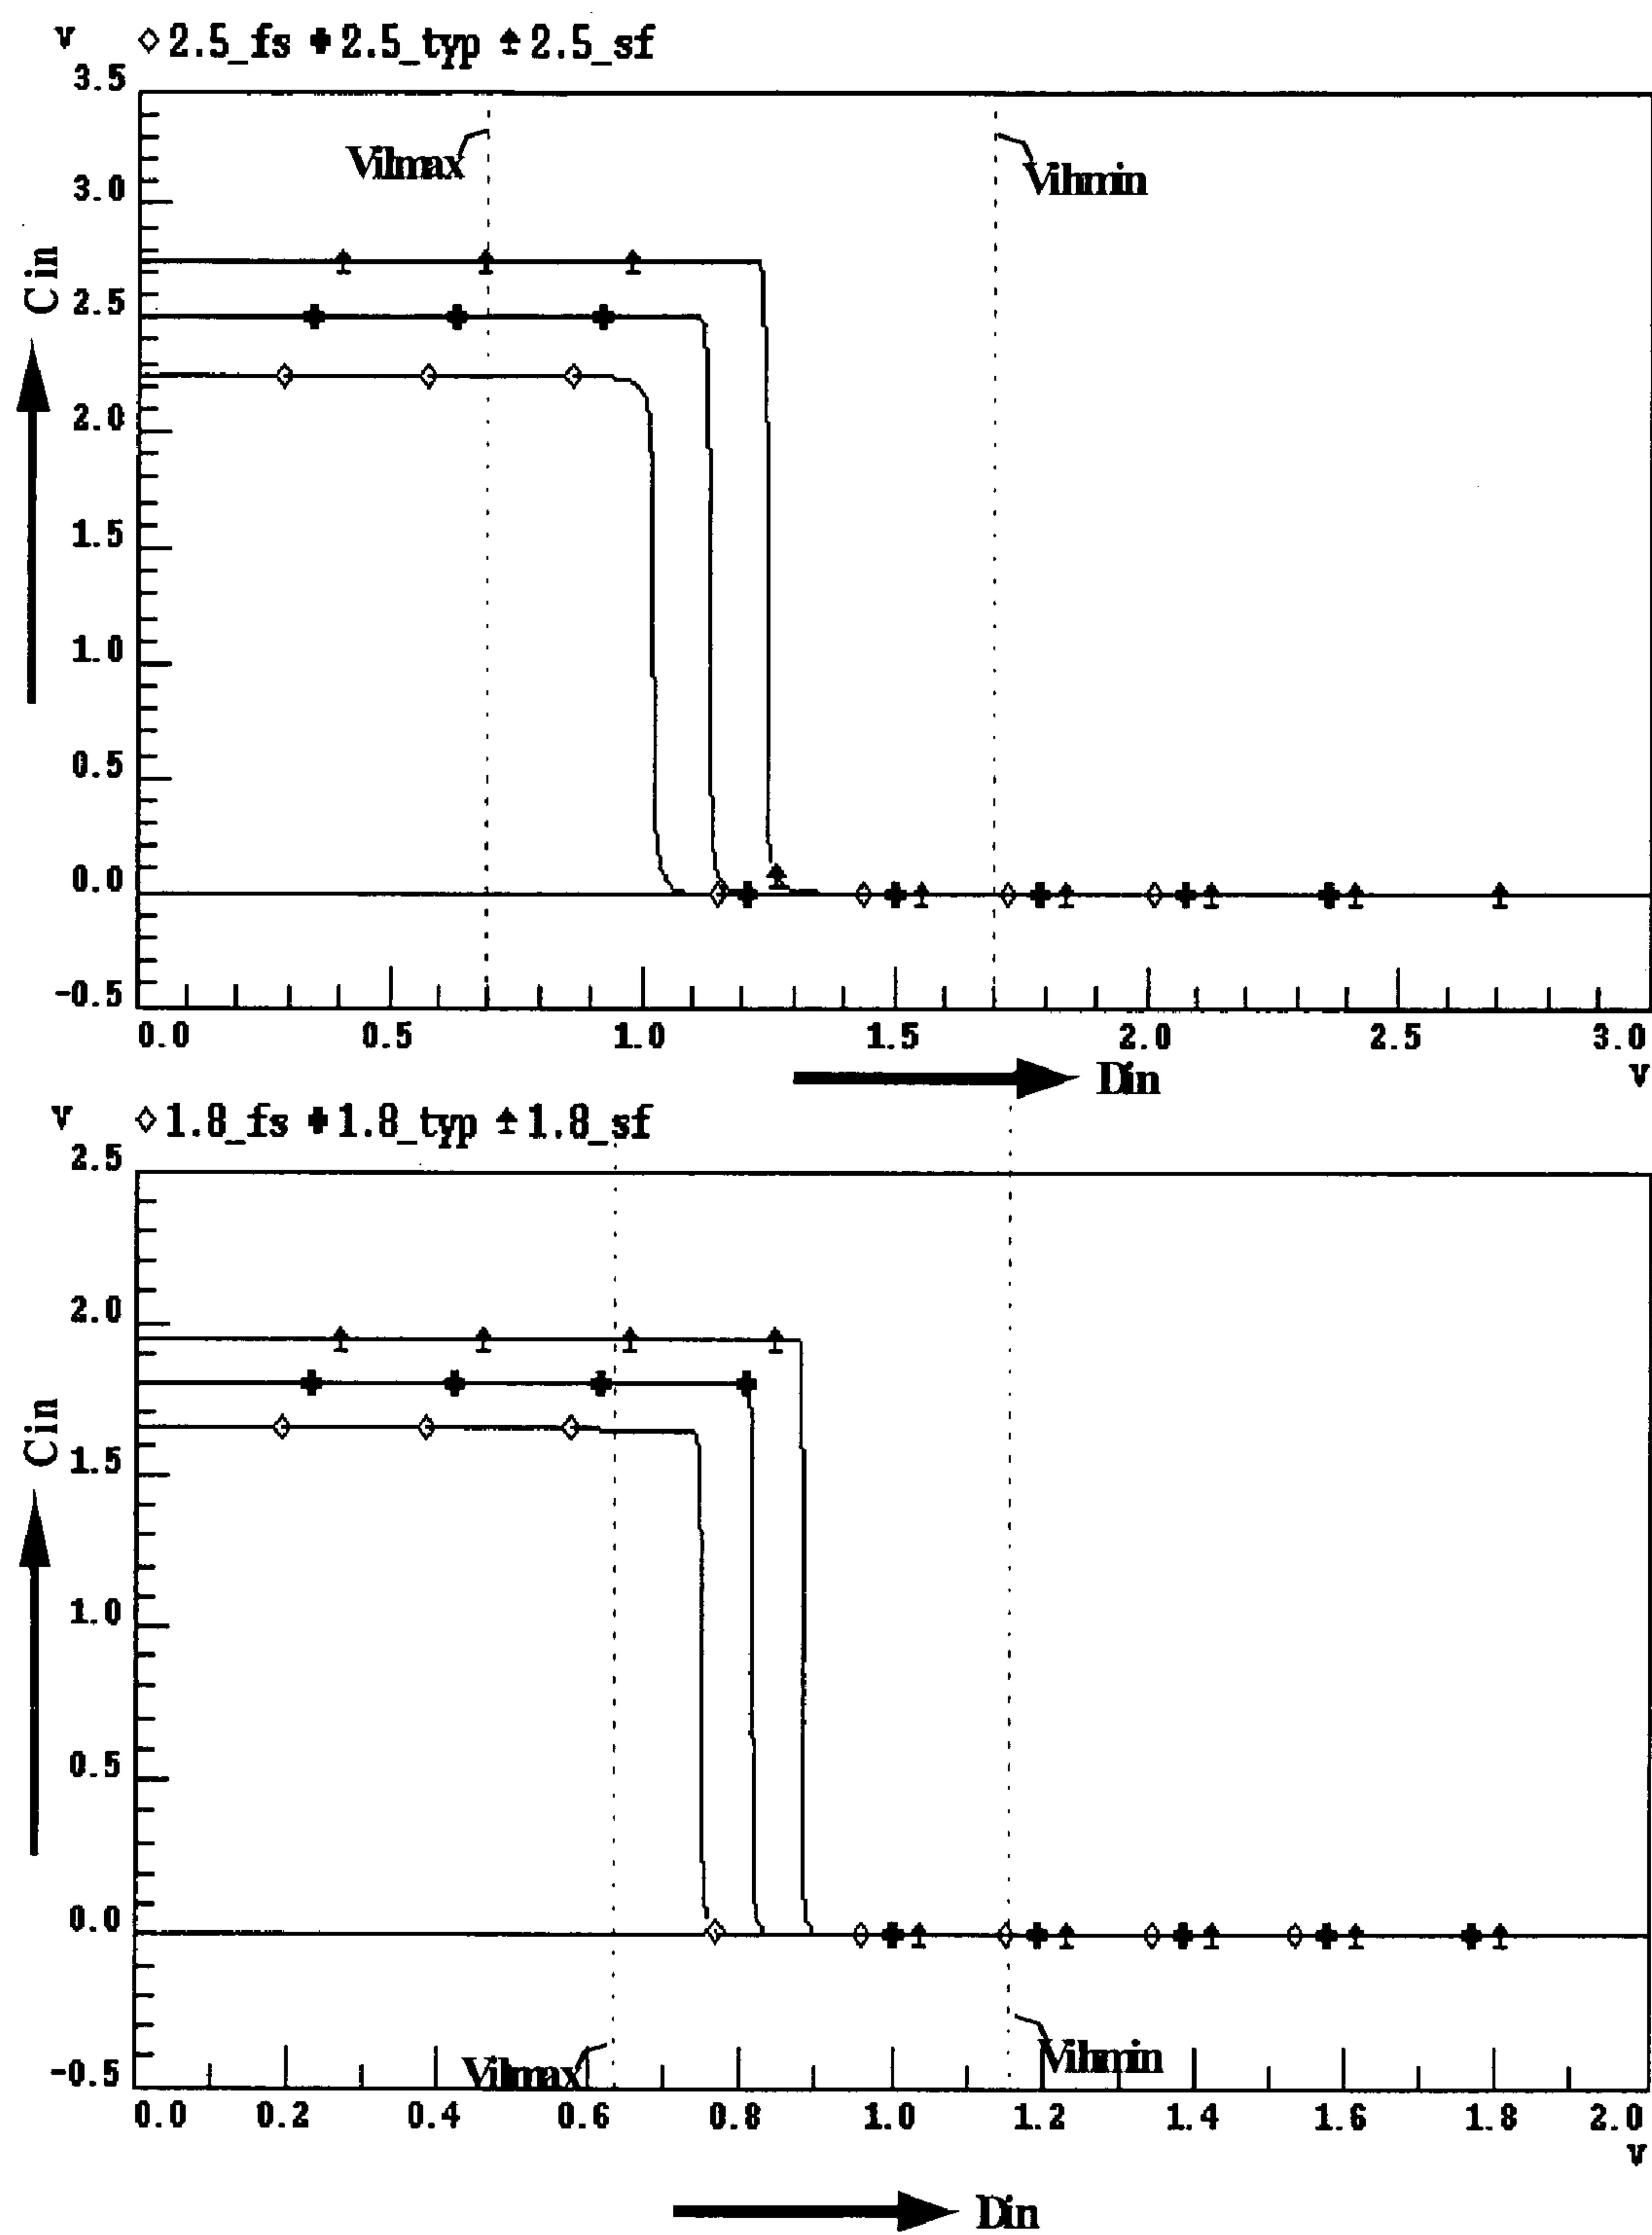 v ◇ 2.5_fs ✚ 2.5_typ ▲ 2.5_sf
3.5
Vilmax
Vihmin
3.0
Cin
2.5
2.0
1.5
1.0
0.5
0.0
-0.5
0.0 0.5 1.0 1.5 2.0 2.5 3.0
v
Din
v ◇ 1.8_fs ✚ 1.8_typ ▲ 1.8_sf
2.5
2.0
Cin
1.5
1.0
0.5
0.0
Vilmax
Vihmin
-0.5
0.0 0.2 0.4 0.6 0.8 1.0 1.2 1.4 1.6 1.8 2.0
v
Din